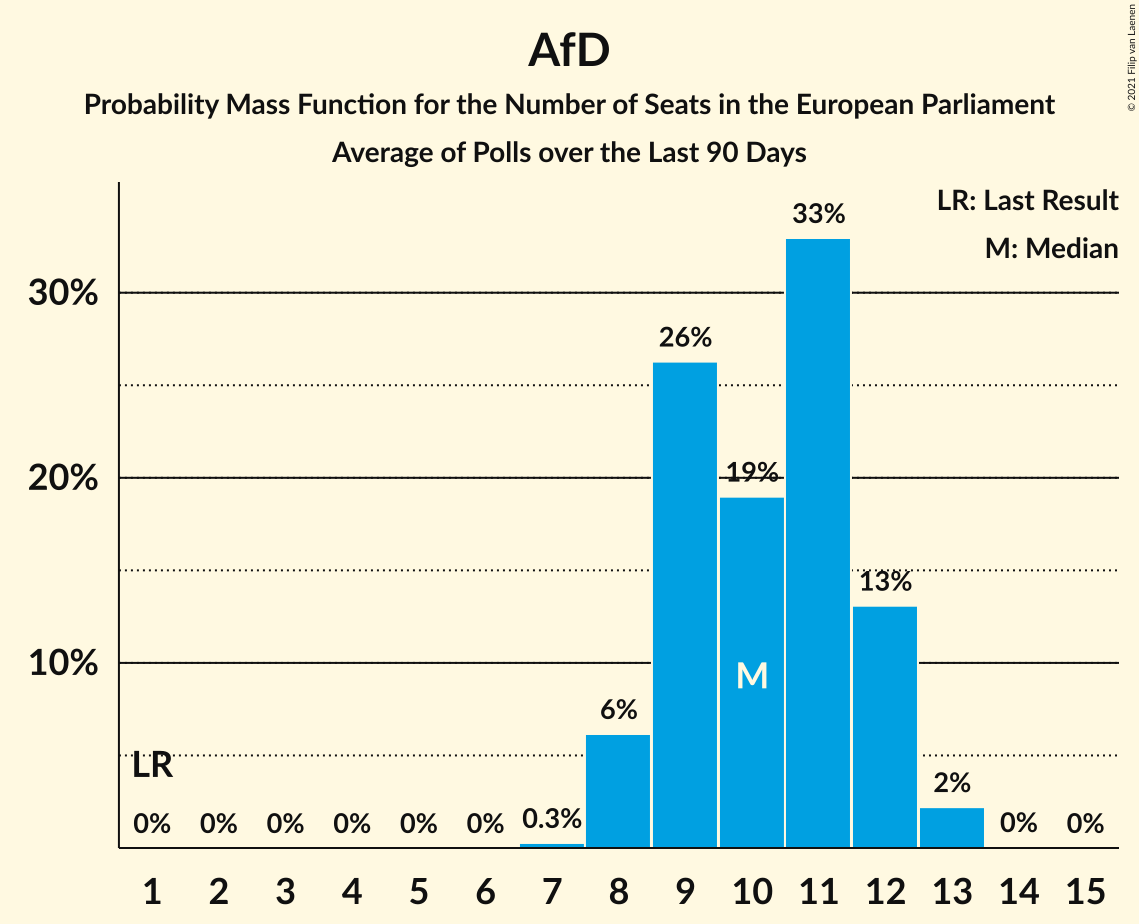 AfD
Probability Mass Function for the Number of Seats in the European Parliament
Average of Polls over the Last 90 Days
© 2021 Filip van Laenen
LR: Last Result
M: Median
33%
30%
26%
20%
19%
13%
10%
M
6%
LR
2%
0% 0% 0% 0% 0% 0% 0.3% 0% 0%
1 2 3 4 5 6 7 8 9 10 11 12 13 14 15